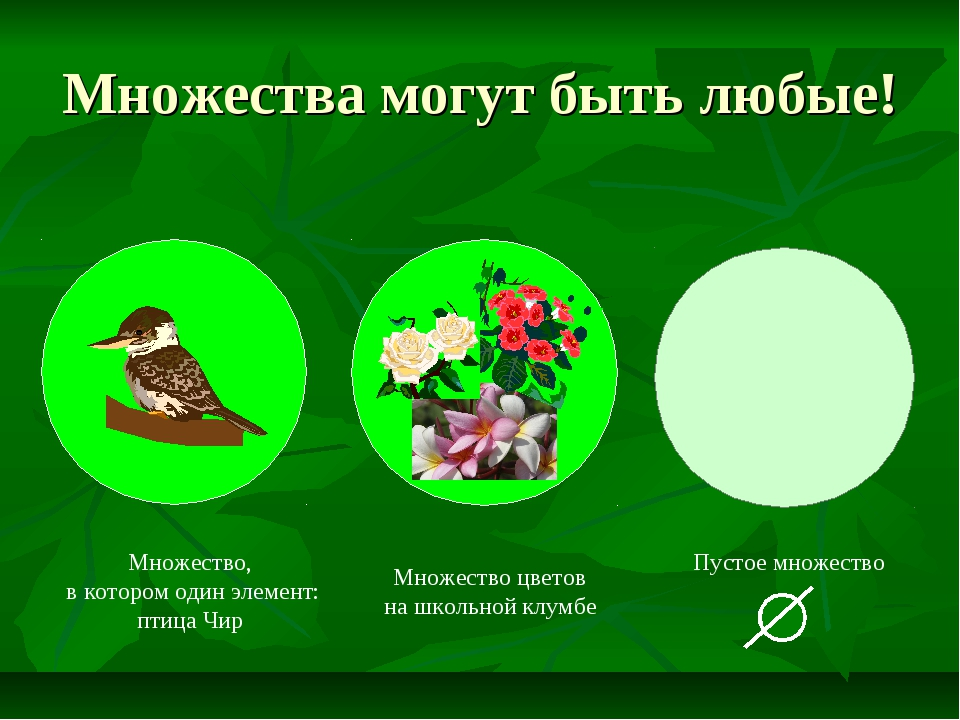 Множества могут быть любые!
Множество,
в котором один элемент:
птица Чир
Множество цветов
на школьной клумбе
Пустое множество
∅